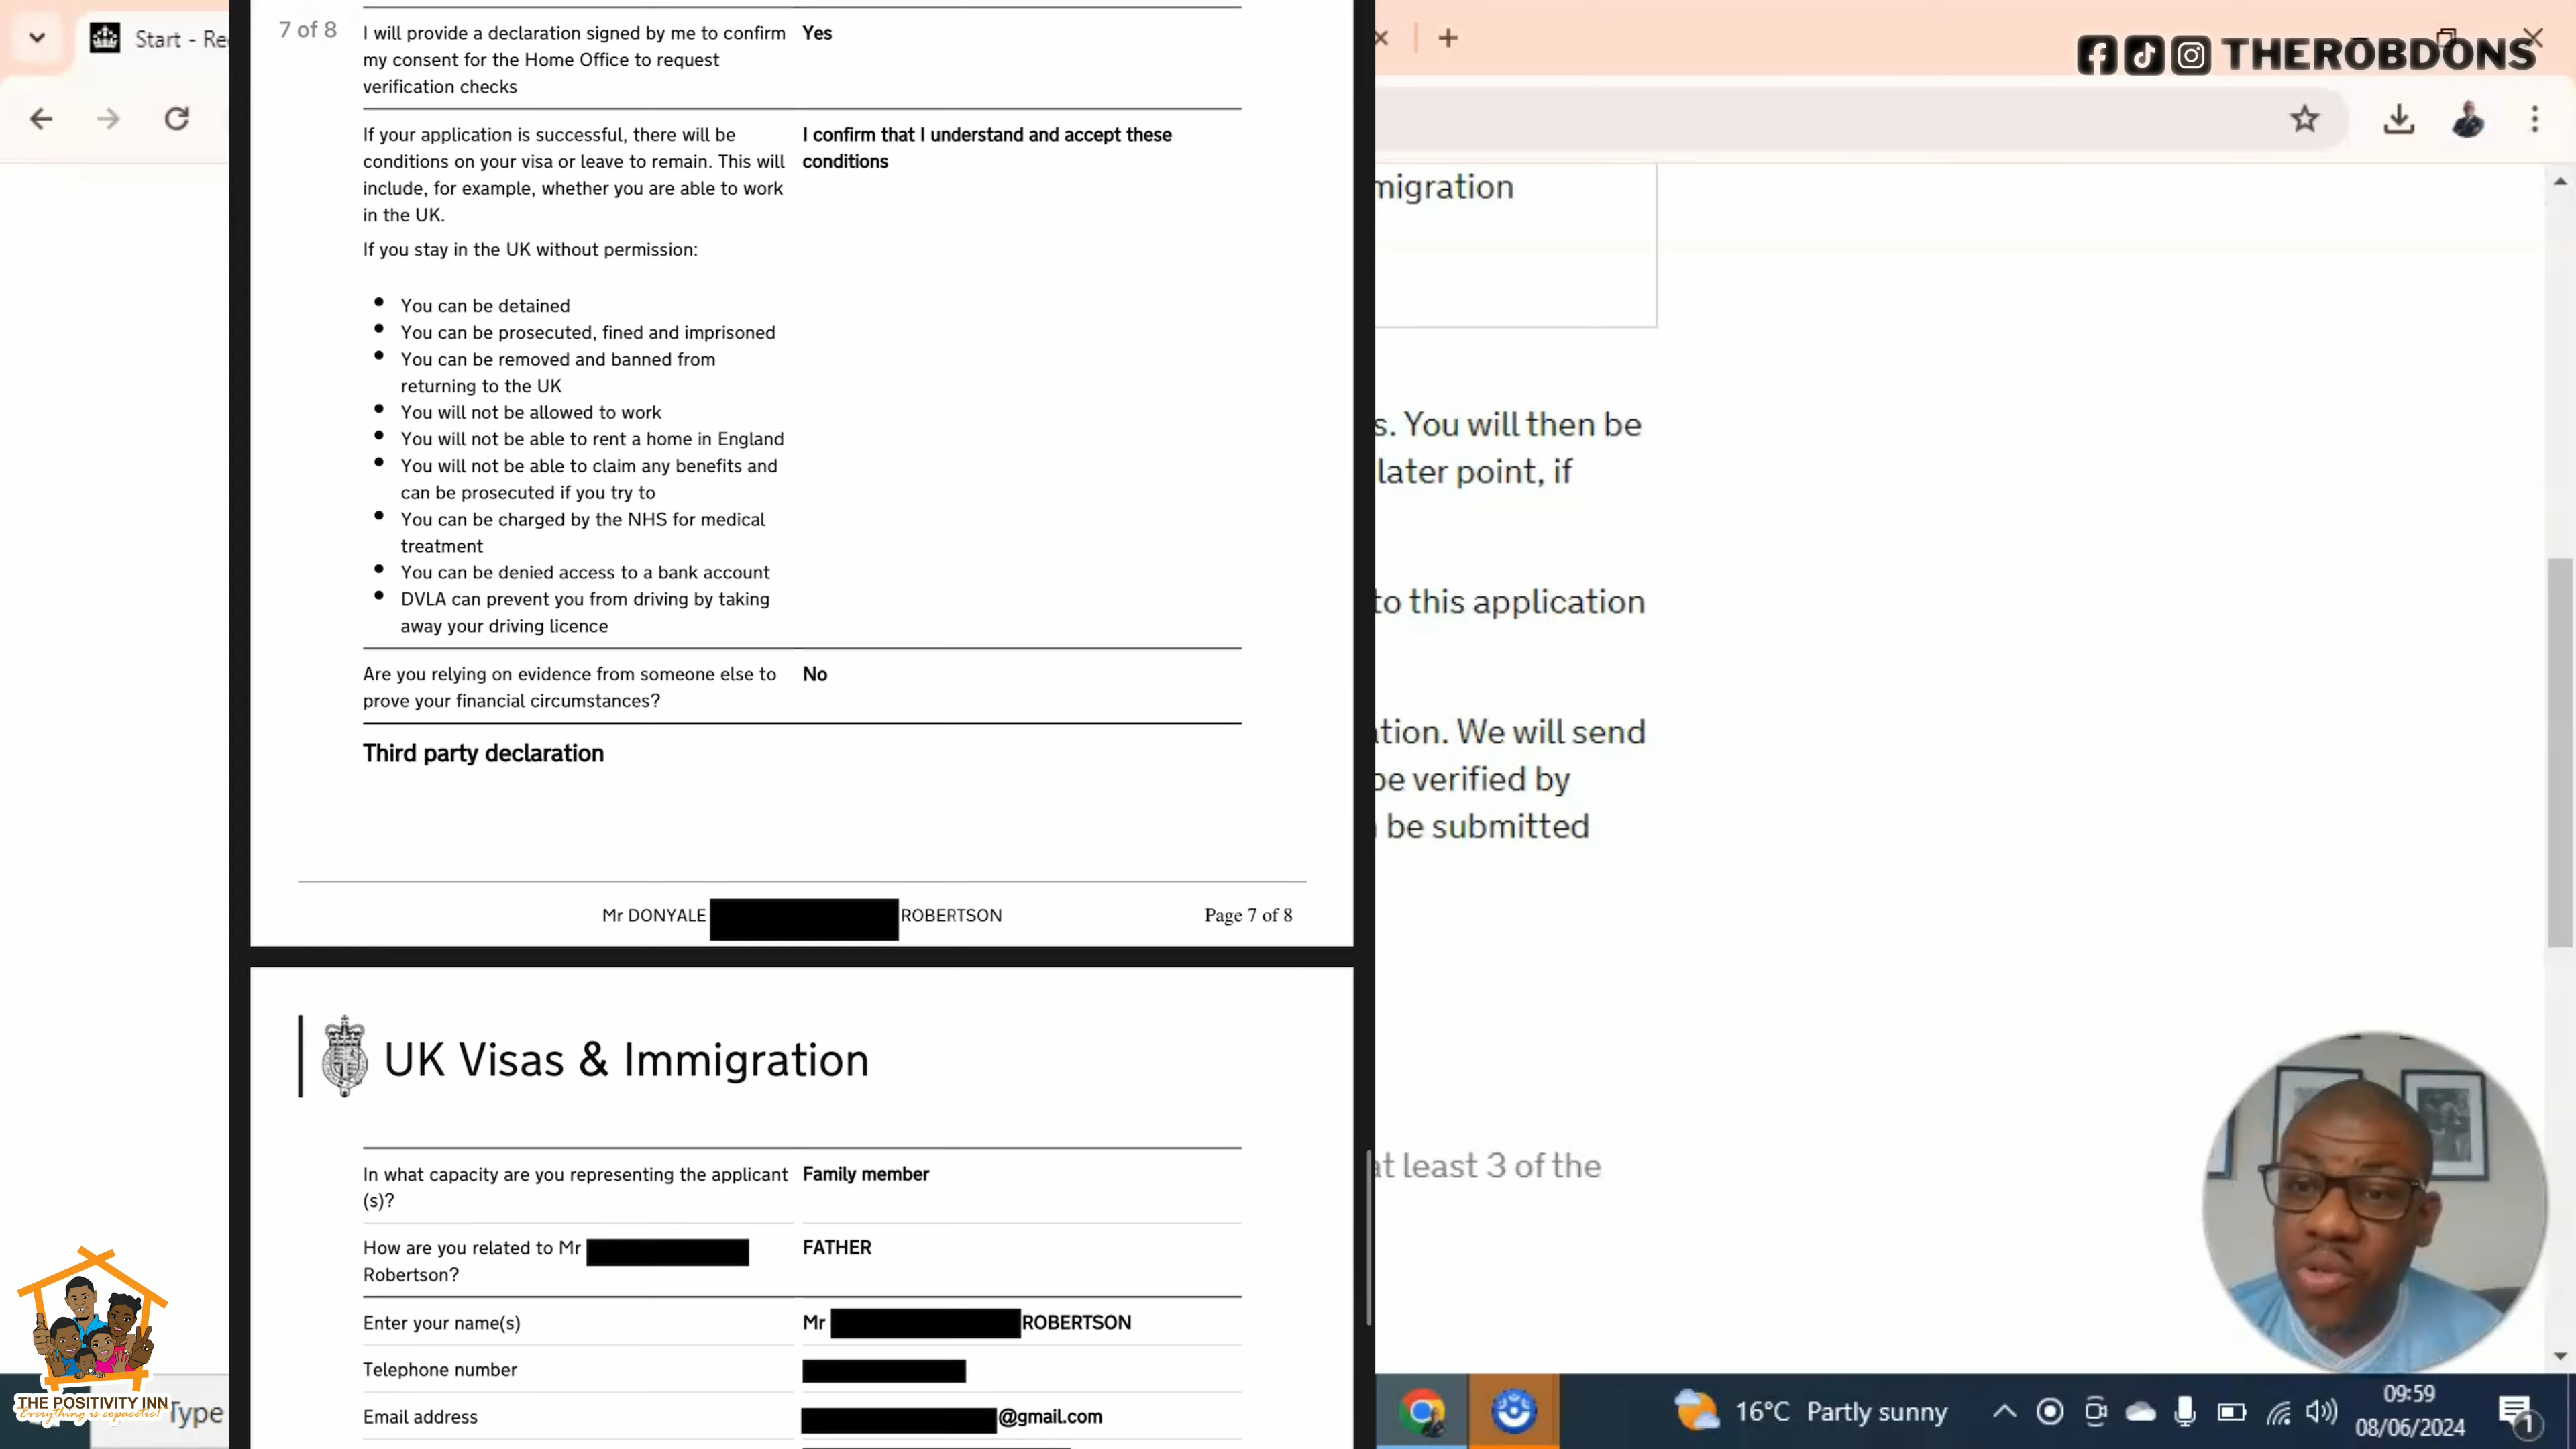 Start - Re
THEROBDONS
7 of 8
I will provide a declaration signed by me to confirm
my consent for the Home Office to request
verification checks
Yes
If your application is successful, there will be
conditions on your visa or leave to remain. This will
include, for example, whether you are able to work
in the UK.
I confirm that I understand and accept these
conditions
If you stay in the UK without permission:
You can be detained
You can be prosecuted, fined and imprisoned
You can be removed and banned from
returning to the UK
You will not be allowed to work
You will not be able to rent a home in England
You will not be able to claim any benefits and
can be prosecuted if you try to
You can be charged by the NHS for medical
treatment
You can be denied access to a bank account
DVLA can prevent you from driving by taking
away your driving licence
Are you relying on evidence from someone else to
prove your financial circumstances?
No
Third party declaration
Mr DONYALE ROBERTSON
Page 7 of 8
UK Visas & Immigration
In what capacity are you representing the applicant
(s)?
Family member
How are you related to Mr
Robertson?
FATHER
Enter your name(s)
Mr ROBERTSON
Telephone number
Email address
@gmail.com
migration
s. You will then be
later point, if
to this application
tion. We will send
be verified by
be submitted
at least 3 of the
THE POSITIVITY INN
Everything is copacetic!
Type
16°C Partly sunny
09:59
08/06/2024
1